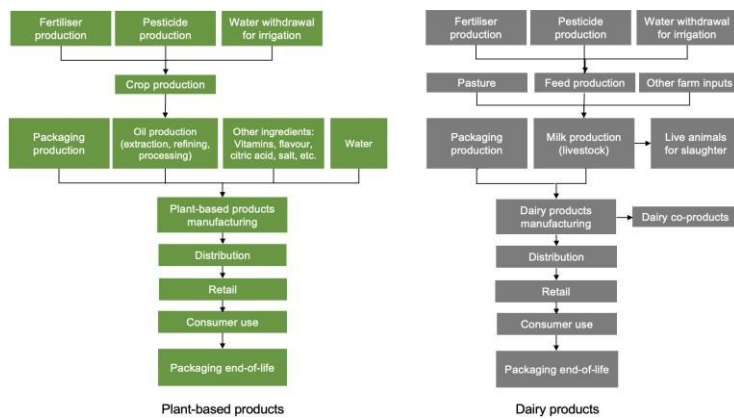 Fertiliser
production
Pesticide
production
Water withdrawal
for irrigation
Crop production
Packaging
production
Oil production
(extraction, refining,
processing)
Other ingredients:
Vitamins, flavour,
citric acid, salt, etc.
Water
Plant-based products
manufacturing
Distribution
Retail
Consumer use
Packaging end-of-life
Plant-based products
Fertiliser
production
Pesticide
production
Water withdrawal
for irrigation
Pasture
Feed production
Other farm inputs
Packaging
production
Milk production
(livestock)
Live animals
for slaughter
Dairy products
manufacturing
Dairy co-products
Distribution
Retail
Consumer use
Packaging end-of-life
Dairy products